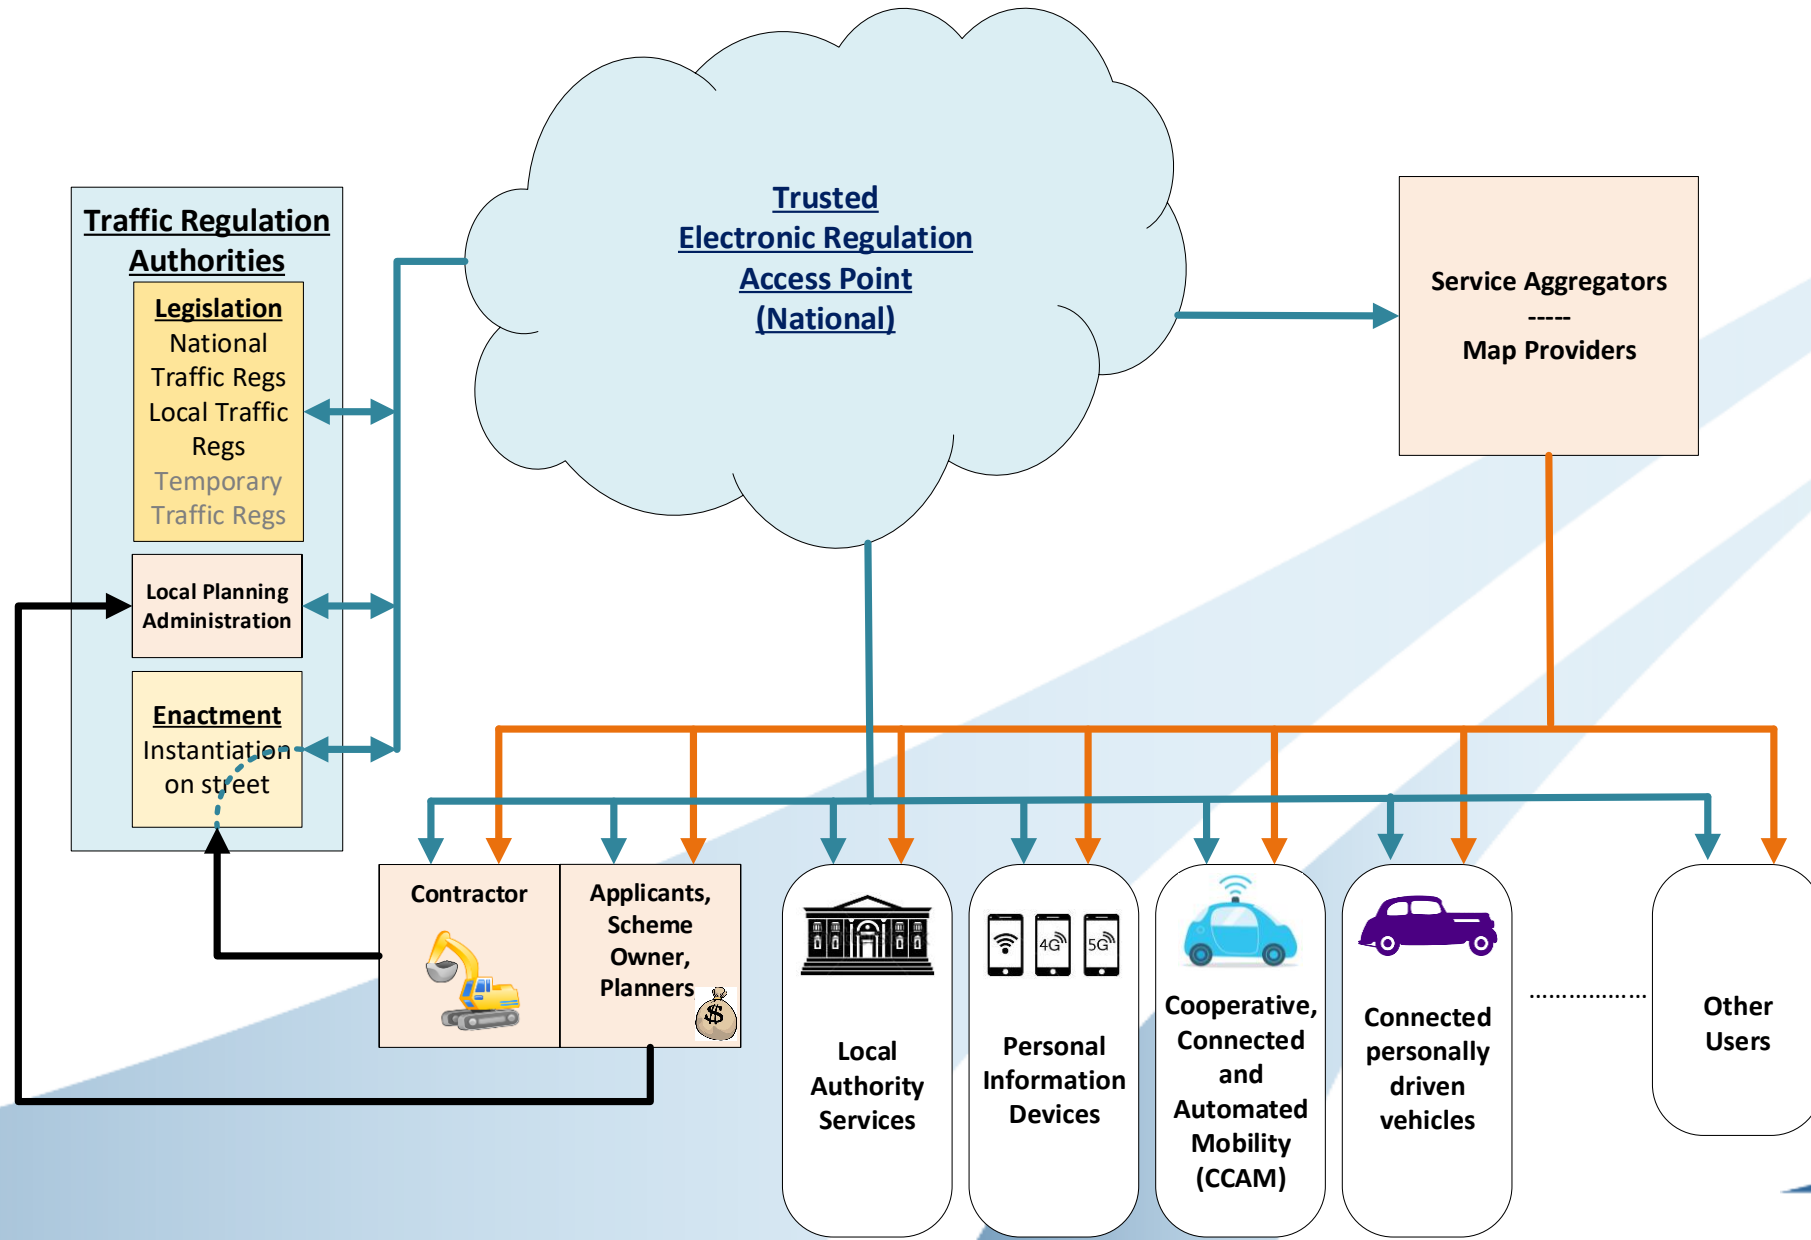 Trusted
Electronic Regulation
Access Point
(National)
Traffic Regulation
Authorities
Legislation
National
Traffic Regs
Local Traffic
Regs
Temporary
Traffic Regs
Local Planning
Administration
Enactment
Instantiation
on street
Service Aggregators
-----
Map Providers
Contractor
Applicants,
Scheme
Owner,
Planners
$
Local
Authority
Services
4G
5G
Personal
Information
Devices
Cooperative,
Connected
and
Automated
Mobility
(CCAM)
Connected
personally
driven
vehicles
..................
Other
Users